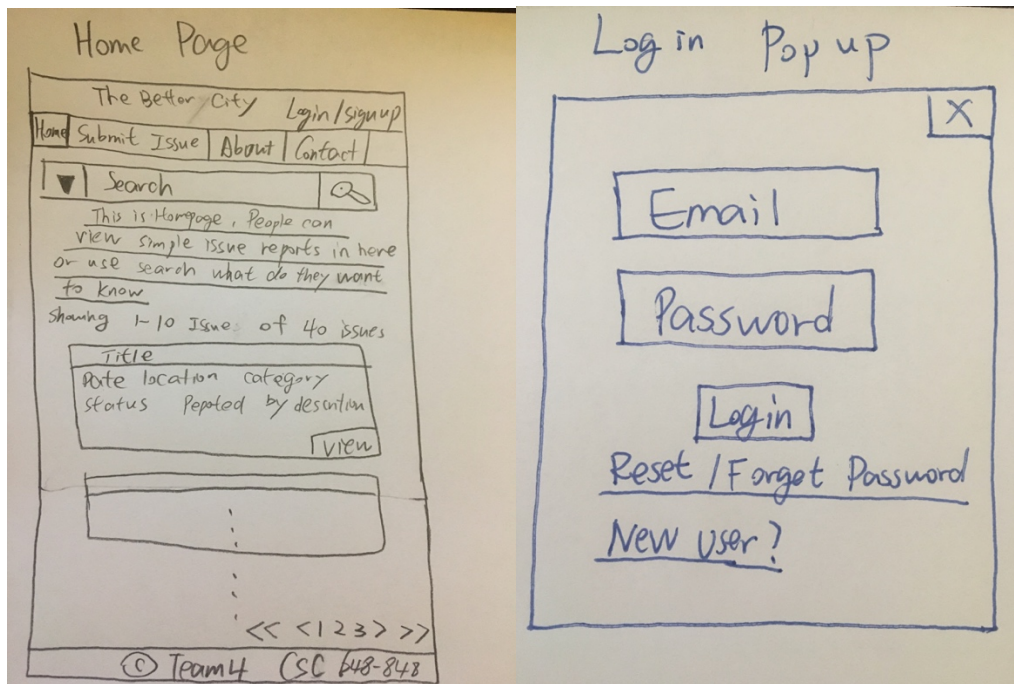 Home Page
The Better City Login/signup
Home Submit Issue About Contact
▼ Search
This is Homepage, People can
view simple issue reports in here
or use search what do they want
to know
Showing 1-10 Issue of 40 issues
Title
Date location category
Status Pepoted by descrition
View
<< <1 2 3> >>
© Team4 CSC 648-848
Log in Pop up
X
Email
Password
Login
Reset /Forgot Password
New user?